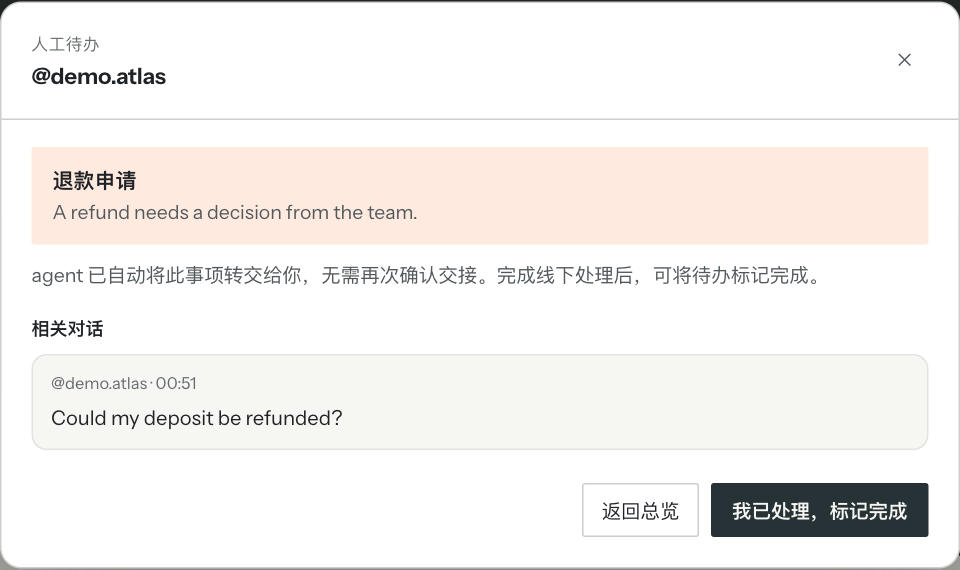 人工待办
@demo.atlas
退款申请
A refund needs a decision from the team.
agent 已自动将此事项转交给你，无需再次确认交接。完成线下处理后，可将待办标记完成。
相关对话
@demo.atlas · 00:51
Could my deposit be refunded?
返回总览
我已处理，标记完成